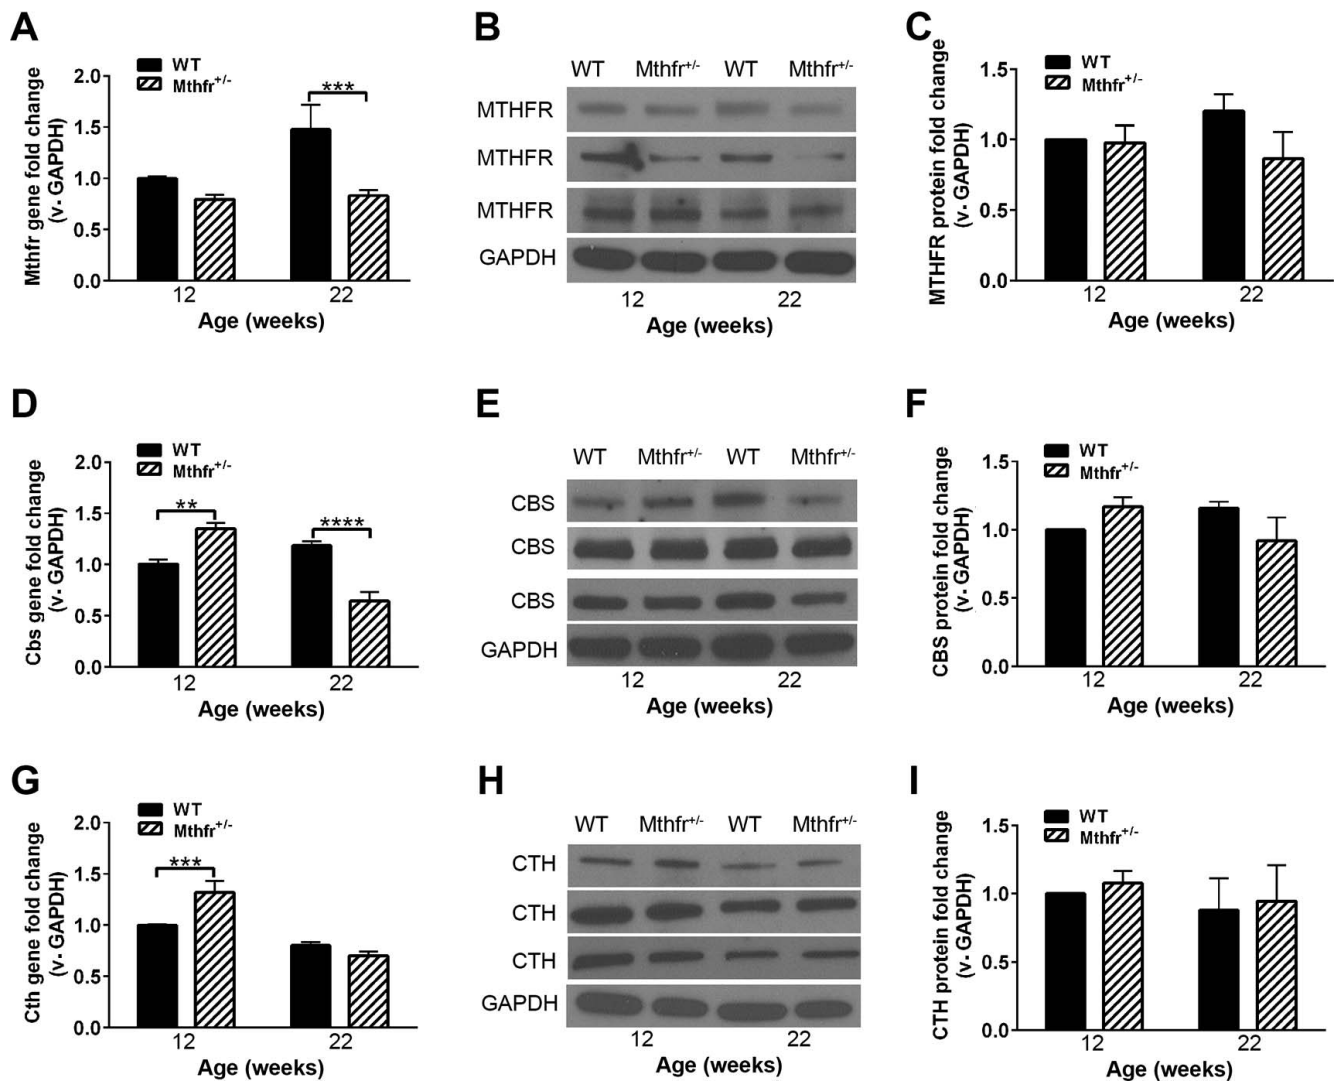 A
WT
Mthfr+/-
Mthfr gene fold change
(v- GAPDH)
2.0
1.5
1.0
0.5
0.0
***
12 22
Age (weeks)
B
WT Mthfr+/- WT Mthfr+/-
MTHFR
MTHFR
MTHFR
GAPDH
12 22
Age (weeks)
C
WT
Mthfr+/-
MTHFR protein fold change
(v- GAPDH)
1.5
1.0
0.5
0.0
12 22
Age (weeks)
D
WT
Mthfr+/-
Cbs gene fold change
(v- GAPDH)
2.0
1.5
1.0
0.5
0.0
**
****
12 22
Age (weeks)
E
WT Mthfr+/- WT Mthfr+/-
CBS
CBS
CBS
GAPDH
12 22
Age (weeks)
F
WT
Mthfr+/-
CBS protein fold change
(v- GAPDH)
1.5
1.0
0.5
0.0
12 22
Age (weeks)
G
WT
Mthfr+/-
Cth gene fold change
(v- GAPDH)
2.0
1.5
1.0
0.5
0.0
***
12 22
Age (weeks)
H
WT Mthfr+/- WT Mthfr+/-
CTH
CTH
CTH
GAPDH
12 22
Age (weeks)
I
WT
Mthfr+/-
CTH protein fold change
(v- GAPDH)
1.5
1.0
0.5
0.0
12 22
Age (weeks)